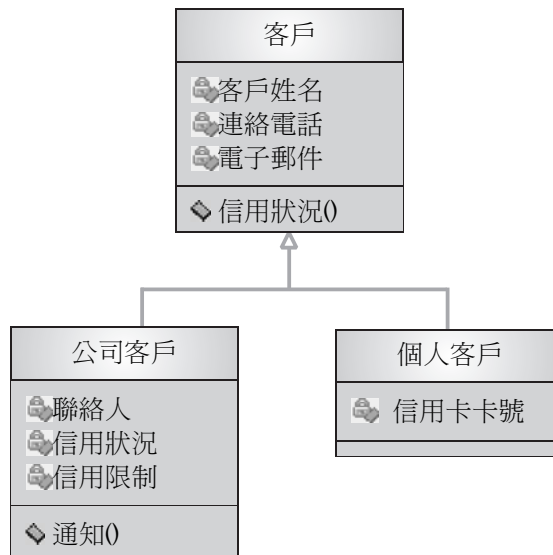 客戶
客戶姓名
連絡電話
電子郵件
信用狀況()
公司客戶
聯絡人
信用狀況
信用限制
通知()
個人客戶
信用卡卡號